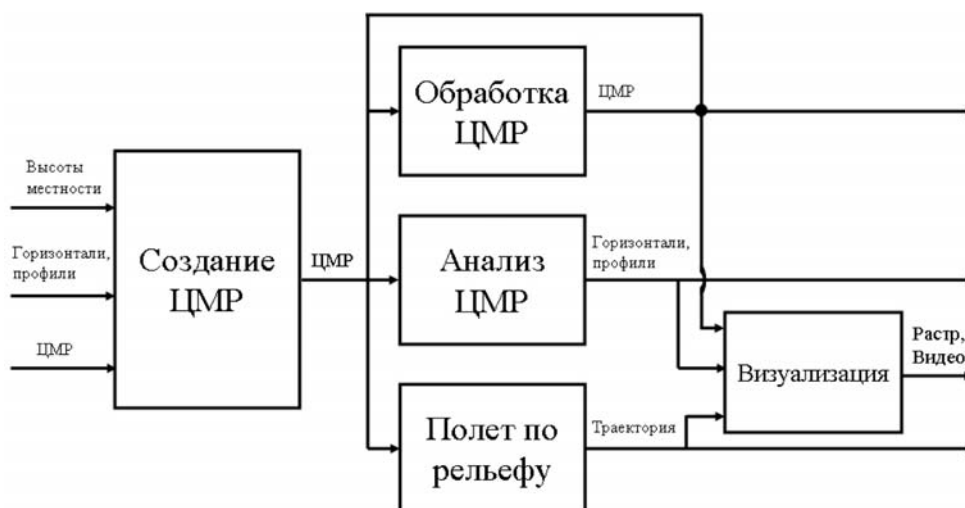 Обработка
ЦМР
ЦМР
Высоты
местности
Горизонтали,
профили
ЦМР
Создание
ЦМР
ЦМР
Анализ
ЦМР
Горизонтали,
профили
Визуализация
Растр,
Видео
Полет по
рельефу
Траектория